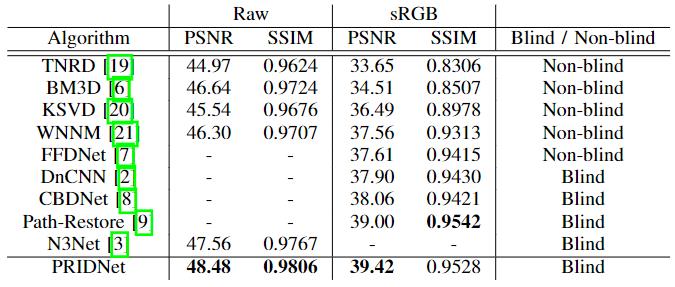 Raw sRGB
Algorithm PSNR SSIM PSNR SSIM Blind / Non-blind
TNRD [19] 44.97 0.9624 33.65 0.8306 Non-blind
BM3D [6] 46.64 0.9724 34.51 0.8507 Non-blind
KSVD [20] 45.54 0.9676 36.49 0.8978 Non-blind
WNNM [21] 46.30 0.9707 37.56 0.9313 Non-blind
FFDNet [7] - - 37.61 0.9415 Non-blind
DnCNN [2] - - 37.90 0.9430 Blind
CBDNet [8] - - 38.06 0.9421 Blind
Path-Restore [9] - - 39.00 0.9542 Blind
N3Net [3] 47.56 0.9767 - - Blind
PRIDNet 48.48 0.9806 39.42 0.9528 Blind